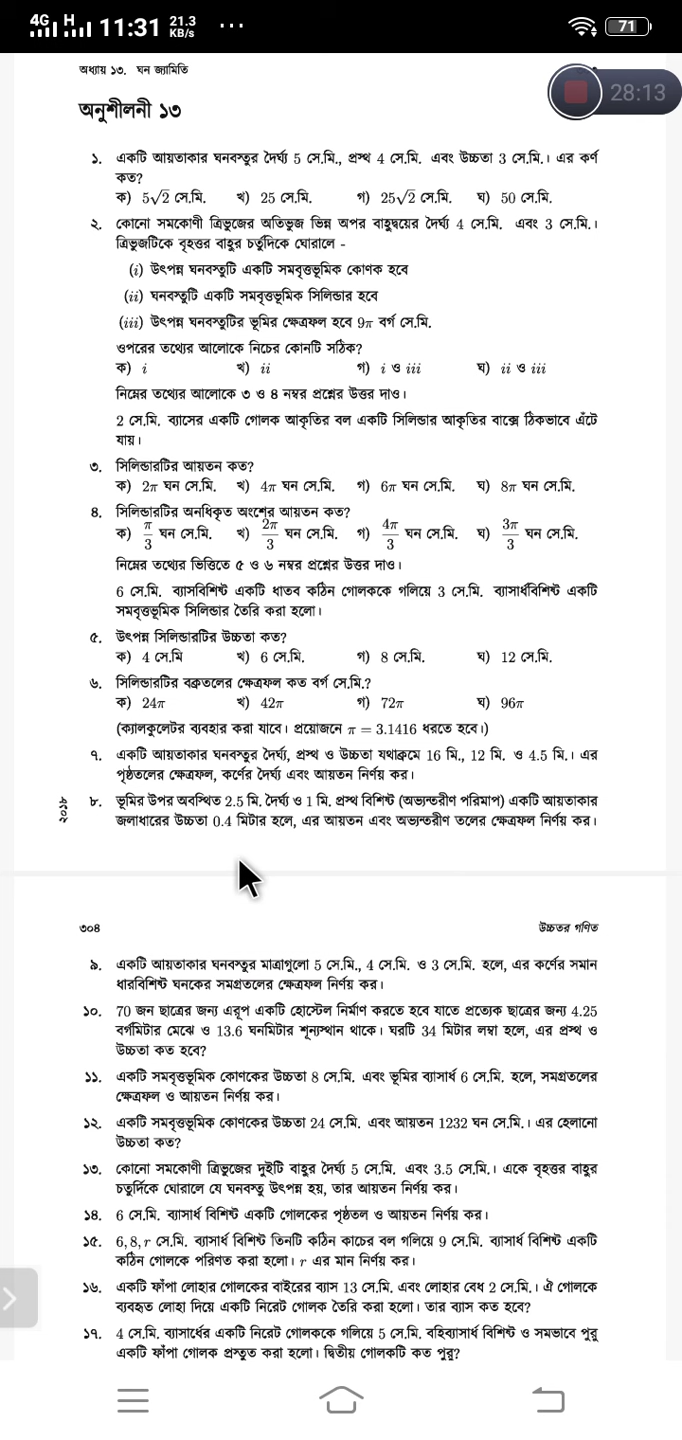 4G H 11:31 21.3 KB/s ... 71
28:13
অধ্যায় ১৩. ঘন জ্যামিতি
অনুশীলনী ১৩
১. একটি আয়তাকার ঘনবস্তুর দৈর্ঘ্য 5 সে.মি., প্রস্থ 4 সে.মি. এবং উচ্চতা 3 সে.মি.। এর কর্ণ
কত?
ক) 5√2 সে.মি. খ) 25 সে.মি. গ) 25√2 সে.মি. ঘ) 50 সে.মি.
২. কোনো সমকোণী ত্রিভুজের অতিভুজ ভিন্ন অপর বাহুদ্বয়ের দৈর্ঘ্য 4 সে.মি. এবং 3 সে.মি.।
ত্রিভুজটিকে বৃহত্তর বাহুর চতুর্দিকে ঘোরালে -
(i) উৎপন্ন ঘনবস্তুটি একটি সমবৃত্তভূমিক কোণক হবে
(ii) ঘনবস্তুটি একটি সমবৃত্তভূমিক সিলিন্ডার হবে
(iii) উৎপন্ন ঘনবস্তুটির ভূমির ক্ষেত্রফল হবে 9π বর্গ সে.মি.
ওপরের তথ্যের আলোকে নিচের কোনটি সঠিক?
ক) i খ) ii গ) i ও iii ঘ) ii ও iii
নিম্নের তথ্যের আলোকে ৩ ও ৪ নম্বর প্রশ্নের উত্তর দাও।
2 সে.মি. ব্যাসের একটি গোলক আকৃতির বল একটি সিলিন্ডার আকৃতির বাক্সে ঠিকভাবে এঁটে
যায়।
৩. সিলিন্ডারটির আয়তন কত?
ক) 2π ঘন সে.মি. খ) 4π ঘন সে.মি. গ) 6π ঘন সে.মি. ঘ) 8π ঘন সে.মি.
৪. সিলিন্ডারটির অনধিকৃত অংশের আয়তন কত?
ক) π/3 ঘন সে.মি. খ) 2π/3 ঘন সে.মি. গ) 4π/3 ঘন সে.মি. ঘ) 3π/3 ঘন সে.মি.
নিম্নের তথ্যের ভিত্তিতে ৫ ও ৬ নম্বর প্রশ্নের উত্তর দাও।
6 সে.মি. ব্যাসবিশিষ্ট একটি ধাতব কঠিন গোলককে গলিয়ে 3 সে.মি. ব্যাসার্ধবিশিষ্ট একটি
সমবৃত্তভূমিক সিলিন্ডার তৈরি করা হলো।
৫. উৎপন্ন সিলিন্ডারটির উচ্চতা কত?
ক) 4 সে.মি খ) 6 সে.মি. গ) 8 সে.মি. ঘ) 12 সে.মি.
৬. সিলিন্ডারটির বক্রতলের ক্ষেত্রফল কত বর্গ সে.মি.?
ক) 24π খ) 42π গ) 72π ঘ) 96π
(ক্যালকুলেটর ব্যবহার করা যাবে। প্রয়োজনে π = 3.1416 ধরতে হবে।)
৭. একটি আয়তাকার ঘনবস্তুর দৈর্ঘ্য, প্রস্থ ও উচ্চতা যথাক্রমে 16 মি., 12 মি. ও 4.5 মি.। এর
পৃষ্ঠতলের ক্ষেত্রফল, কর্ণের দৈর্ঘ্য এবং আয়তন নির্ণয় কর।
৮. ভূমির উপর অবস্থিত 2.5 মি. দৈর্ঘ্য ও 1 মি. প্রস্থ বিশিষ্ট (অভ্যন্তরীণ পরিমাপ) একটি আয়তাকার
জলাধারের উচ্চতা 0.4 মিটার হলে, এর আয়তন এবং অভ্যন্তরীণ তলের ক্ষেত্রফল নির্ণয় কর।
২০১৮
৩০৪ উচ্চতর গণিত
৯. একটি আয়তাকার ঘনবস্তুর মাত্রাগুলো 5 সে.মি., 4 সে.মি. ও 3 সে.মি. হলে, এর কর্ণের সমান
ধারবিশিষ্ট ঘনকের সমগ্রতলের ক্ষেত্রফল নির্ণয় কর।
১০. 70 জন ছাত্রের জন্য এরূপ একটি হোস্টেল নির্মাণ করতে হবে যাতে প্রত্যেক ছাত্রের জন্য 4.25
বর্গমিটার মেঝে ও 13.6 ঘনমিটার শূন্যস্থান থাকে। ঘরটি 34 মিটার লম্বা হলে, এর প্রস্থ ও
উচ্চতা কত হবে?
১১. একটি সমবৃত্তভূমিক কোণকের উচ্চতা 8 সে.মি. এবং ভূমির ব্যাসার্ধ 6 সে.মি. হলে, সমগ্রতলের
ক্ষেত্রফল ও আয়তন নির্ণয় কর।
১২. একটি সমবৃত্তভূমিক কোণকের উচ্চতা 24 সে.মি. এবং আয়তন 1232 ঘন সে.মি.। এর হেলানো
উচ্চতা কত?
১৩. কোনো সমকোণী ত্রিভুজের দুইটি বাহুর দৈর্ঘ্য 5 সে.মি. এবং 3.5 সে.মি.। একে বৃহত্তর বাহুর
চতুর্দিকে ঘোরালে যে ঘনবস্তু উৎপন্ন হয়, তার আয়তন নির্ণয় কর।
১৪. 6 সে.মি. ব্যাসার্ধ বিশিষ্ট একটি গোলকের পৃষ্ঠতল ও আয়তন নির্ণয় কর।
১৫. 6, 8, r সে.মি. ব্যাসার্ধ বিশিষ্ট তিনটি কঠিন কাচের বল গলিয়ে 9 সে.মি. ব্যাসার্ধ বিশিষ্ট একটি
কঠিন গোলকে পরিণত করা হলো। r এর মান নির্ণয় কর।
১৬. একটি ফাঁপা লোহার গোলকের বাইরের ব্যাস 13 সে.মি. এবং লোহার বেধ 2 সে.মি.। ঐ গোলকে
ব্যবহৃত লোহা দিয়ে একটি নিরেট গোলক তৈরি করা হলো। তার ব্যাস কত হবে?
১৭. 4 সে.মি. ব্যাসার্ধের একটি নিরেট গোলককে গলিয়ে 5 সে.মি. বহির্ব্যাসার্ধ বিশিষ্ট ও সমভাবে পুরু
একটি ফাঁপা গোলক প্রস্তুত করা হলো। দ্বিতীয় গোলকটি কত পুরু?